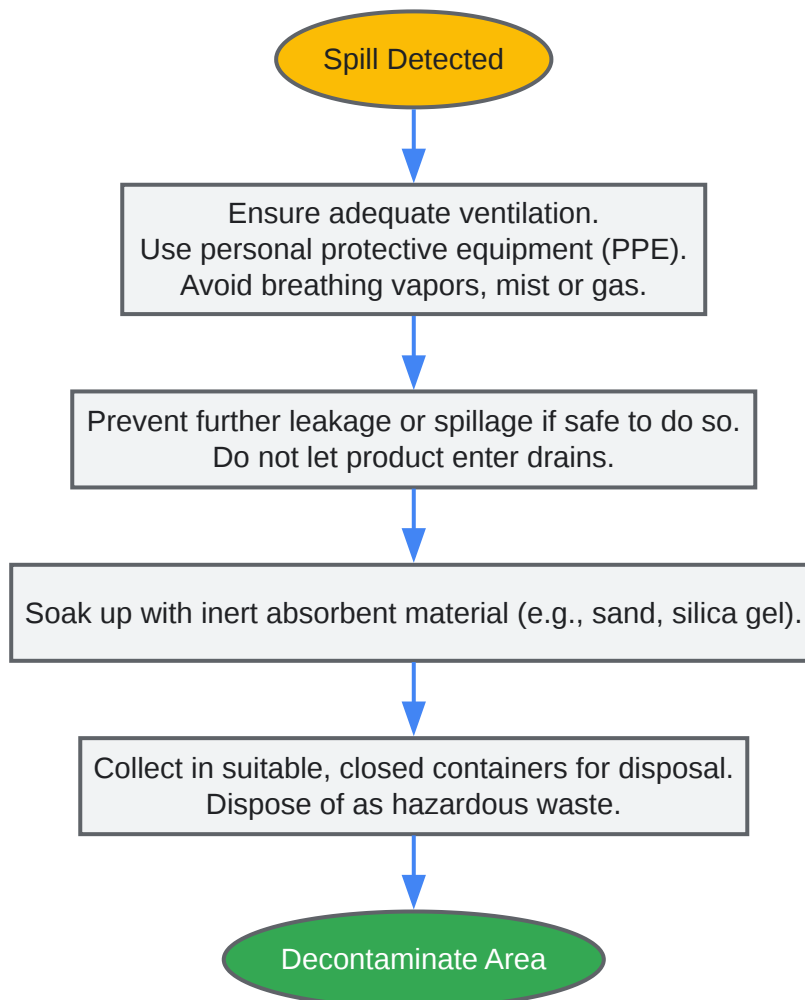 Spill Detected
Ensure adequate ventilation.
Use personal protective equipment (PPE).
Avoid breathing vapors, mist or gas.
Prevent further leakage or spillage if safe to do so.
Do not let product enter drains.
Soak up with inert absorbent material (e.g., sand, silica gel).
Collect in suitable, closed containers for disposal.
Dispose of as hazardous waste.
Decontaminate Area